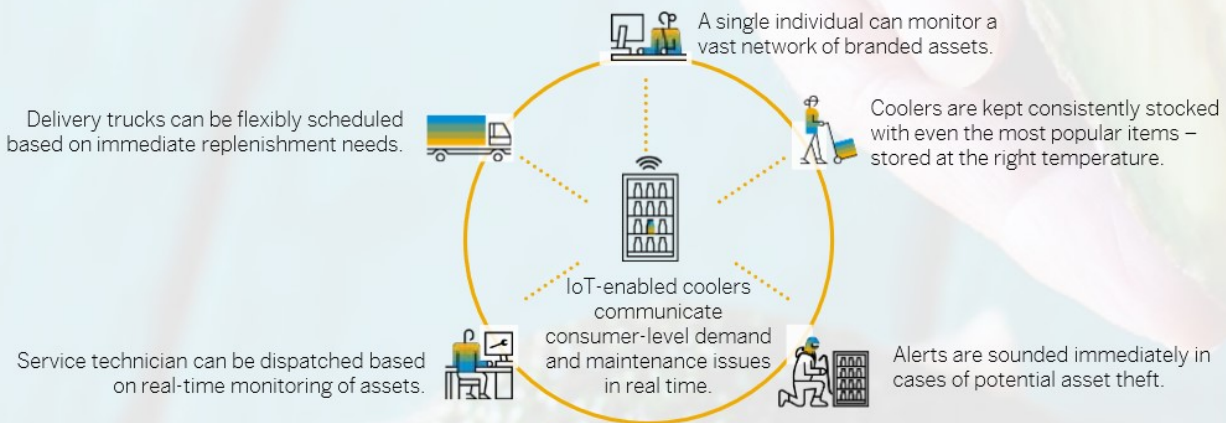 A single individual can monitor a
vast network of branded assets.
Delivery trucks can be flexibly scheduled
based on immediate replenishment needs.
Coolers are kept consistently stocked
with even the most popular items –
stored at the right temperature.
IoT-enabled coolers
communicate
consumer-level demand
and maintenance issues
in real time.
Service technician can be dispatched based
on real-time monitoring of assets.
Alerts are sounded immediately in
cases of potential asset theft.